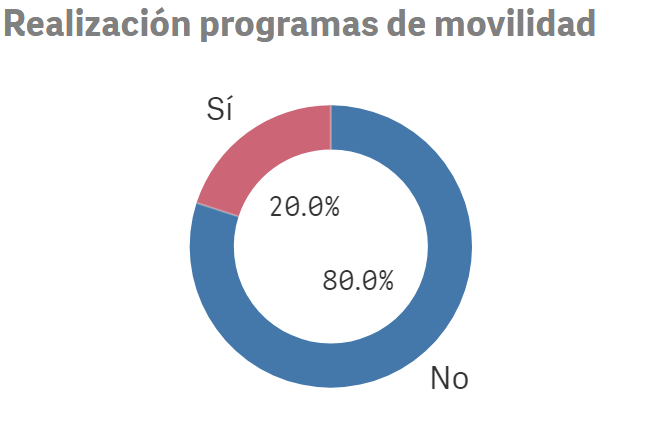 Realización programas de movilidad
Sí
20.0%
80.0%
No